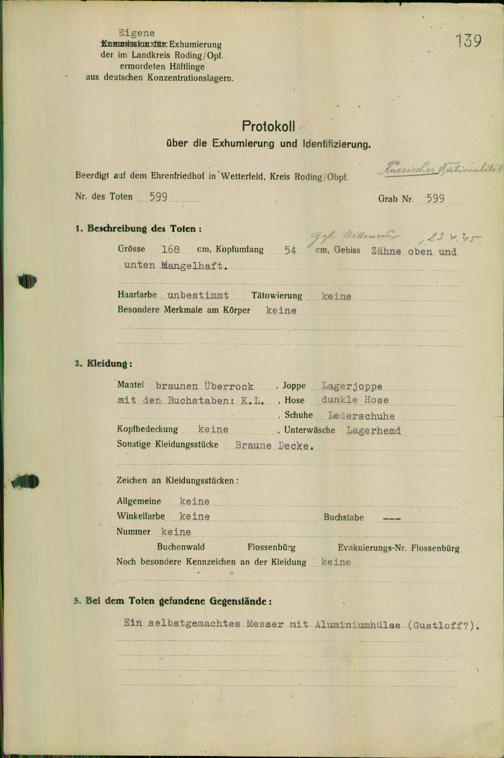 Eigene
139
Kommission für Exhumierung
der im Landkreis Roding/Opf.
ermordeten Häftlinge
aus deutschen Konzentrationslagern.
Protokoll
über die Exhumierung und Identifizierung.
Russischer Nationalität
Beerdigt auf dem Ehrenfriedhof in Wetterfeld, Kreis Roding/Obpf.
Nr. des Toten 599 Grab Nr. 599
1. Beschreibung des Toten:
23.4.45
Grösse 168 cm, Kopfumfang 54 cm, Gebiss Zähne oben und
unten Mangelhaft.
Haarfarbe unbestimmt Tätowierung keine
Besondere Merkmale am Körper keine
2. Kleidung:
Mantel braunen Überrock , Joppe Lagerjoppe
mit den Buchstaben: K.L. , Hose dunkle Hose
, Schuhe Lederschuhe
Kopfbedeckung keine , Unterwäsche Lagerhemd
Sonstige Kleidungsstücke Braune Decke.
Zeichen an Kleidungsstücken:
Allgemeine keine
Winkelfarbe keine Buchstabe ---
Nummer keine
Buchenwald Flossenbürg Evakuierungs-Nr. Flossenbürg
Noch besondere Kennzeichen an der Kleidung keine
3. Bei dem Toten gefundene Gegenstände:
Ein selbstgemachtes Messer mit Aluminiumhülse (Gustloff?).